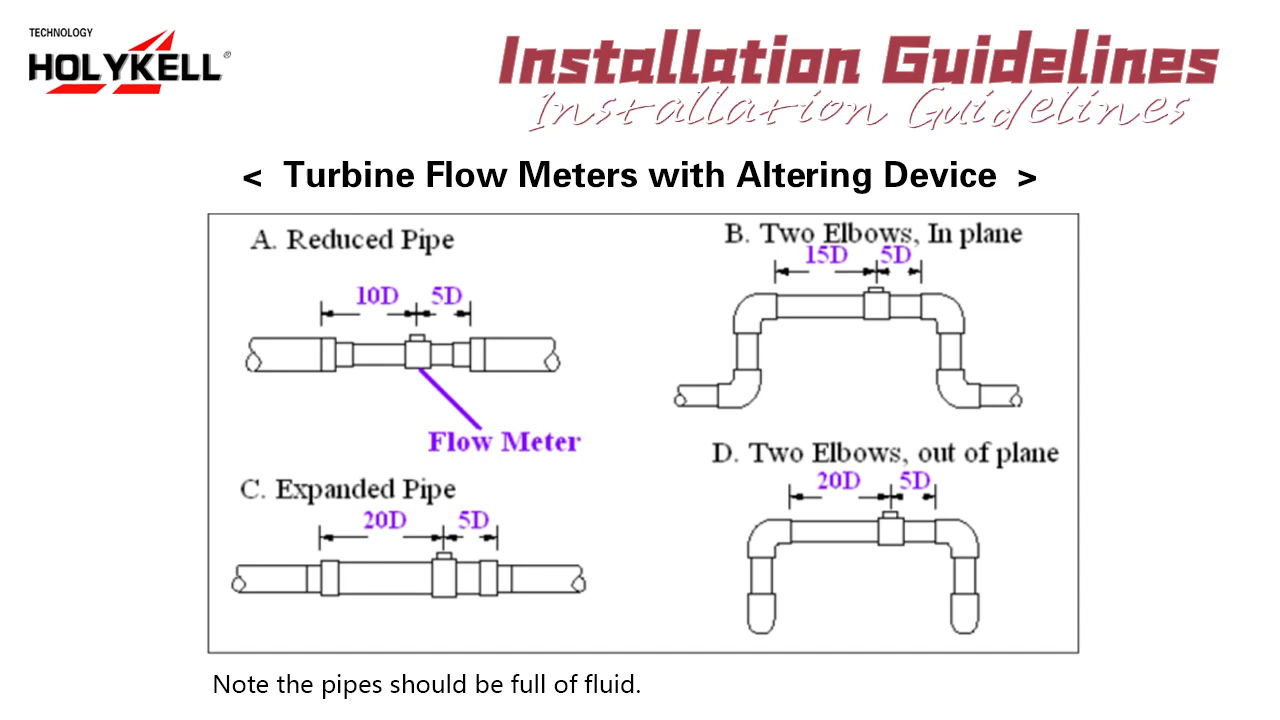 TECHNOLOGY
HOLYKELL®
Installation Guidelines
Installation Guidelines
< Turbine Flow Meters with Altering Device >
A. Reduced Pipe
10D 5D
Flow Meter
B. Two Elbows, In plane
15D 5D
C. Expanded Pipe
20D 5D
D. Two Elbows, out of plane
20D 5D
Note the pipes should be full of fluid.